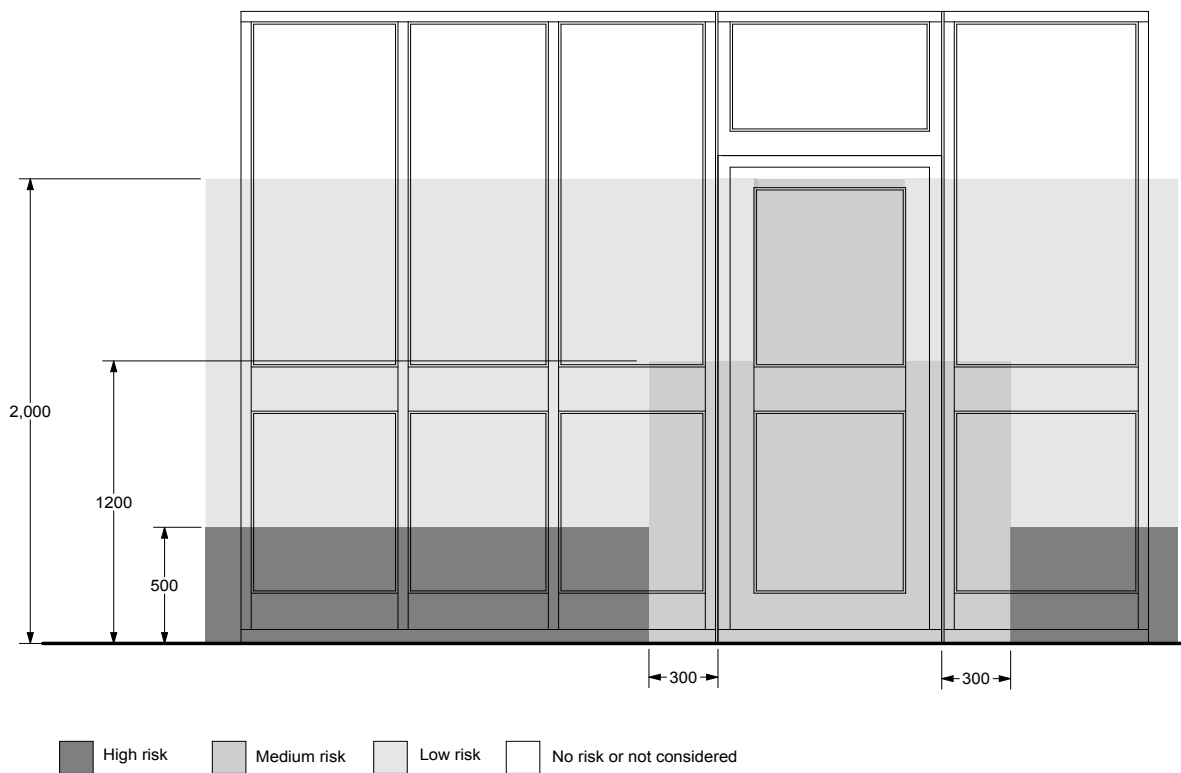 2,000
1200
500
300
300
High risk
Medium risk
Low risk
No risk or not considered